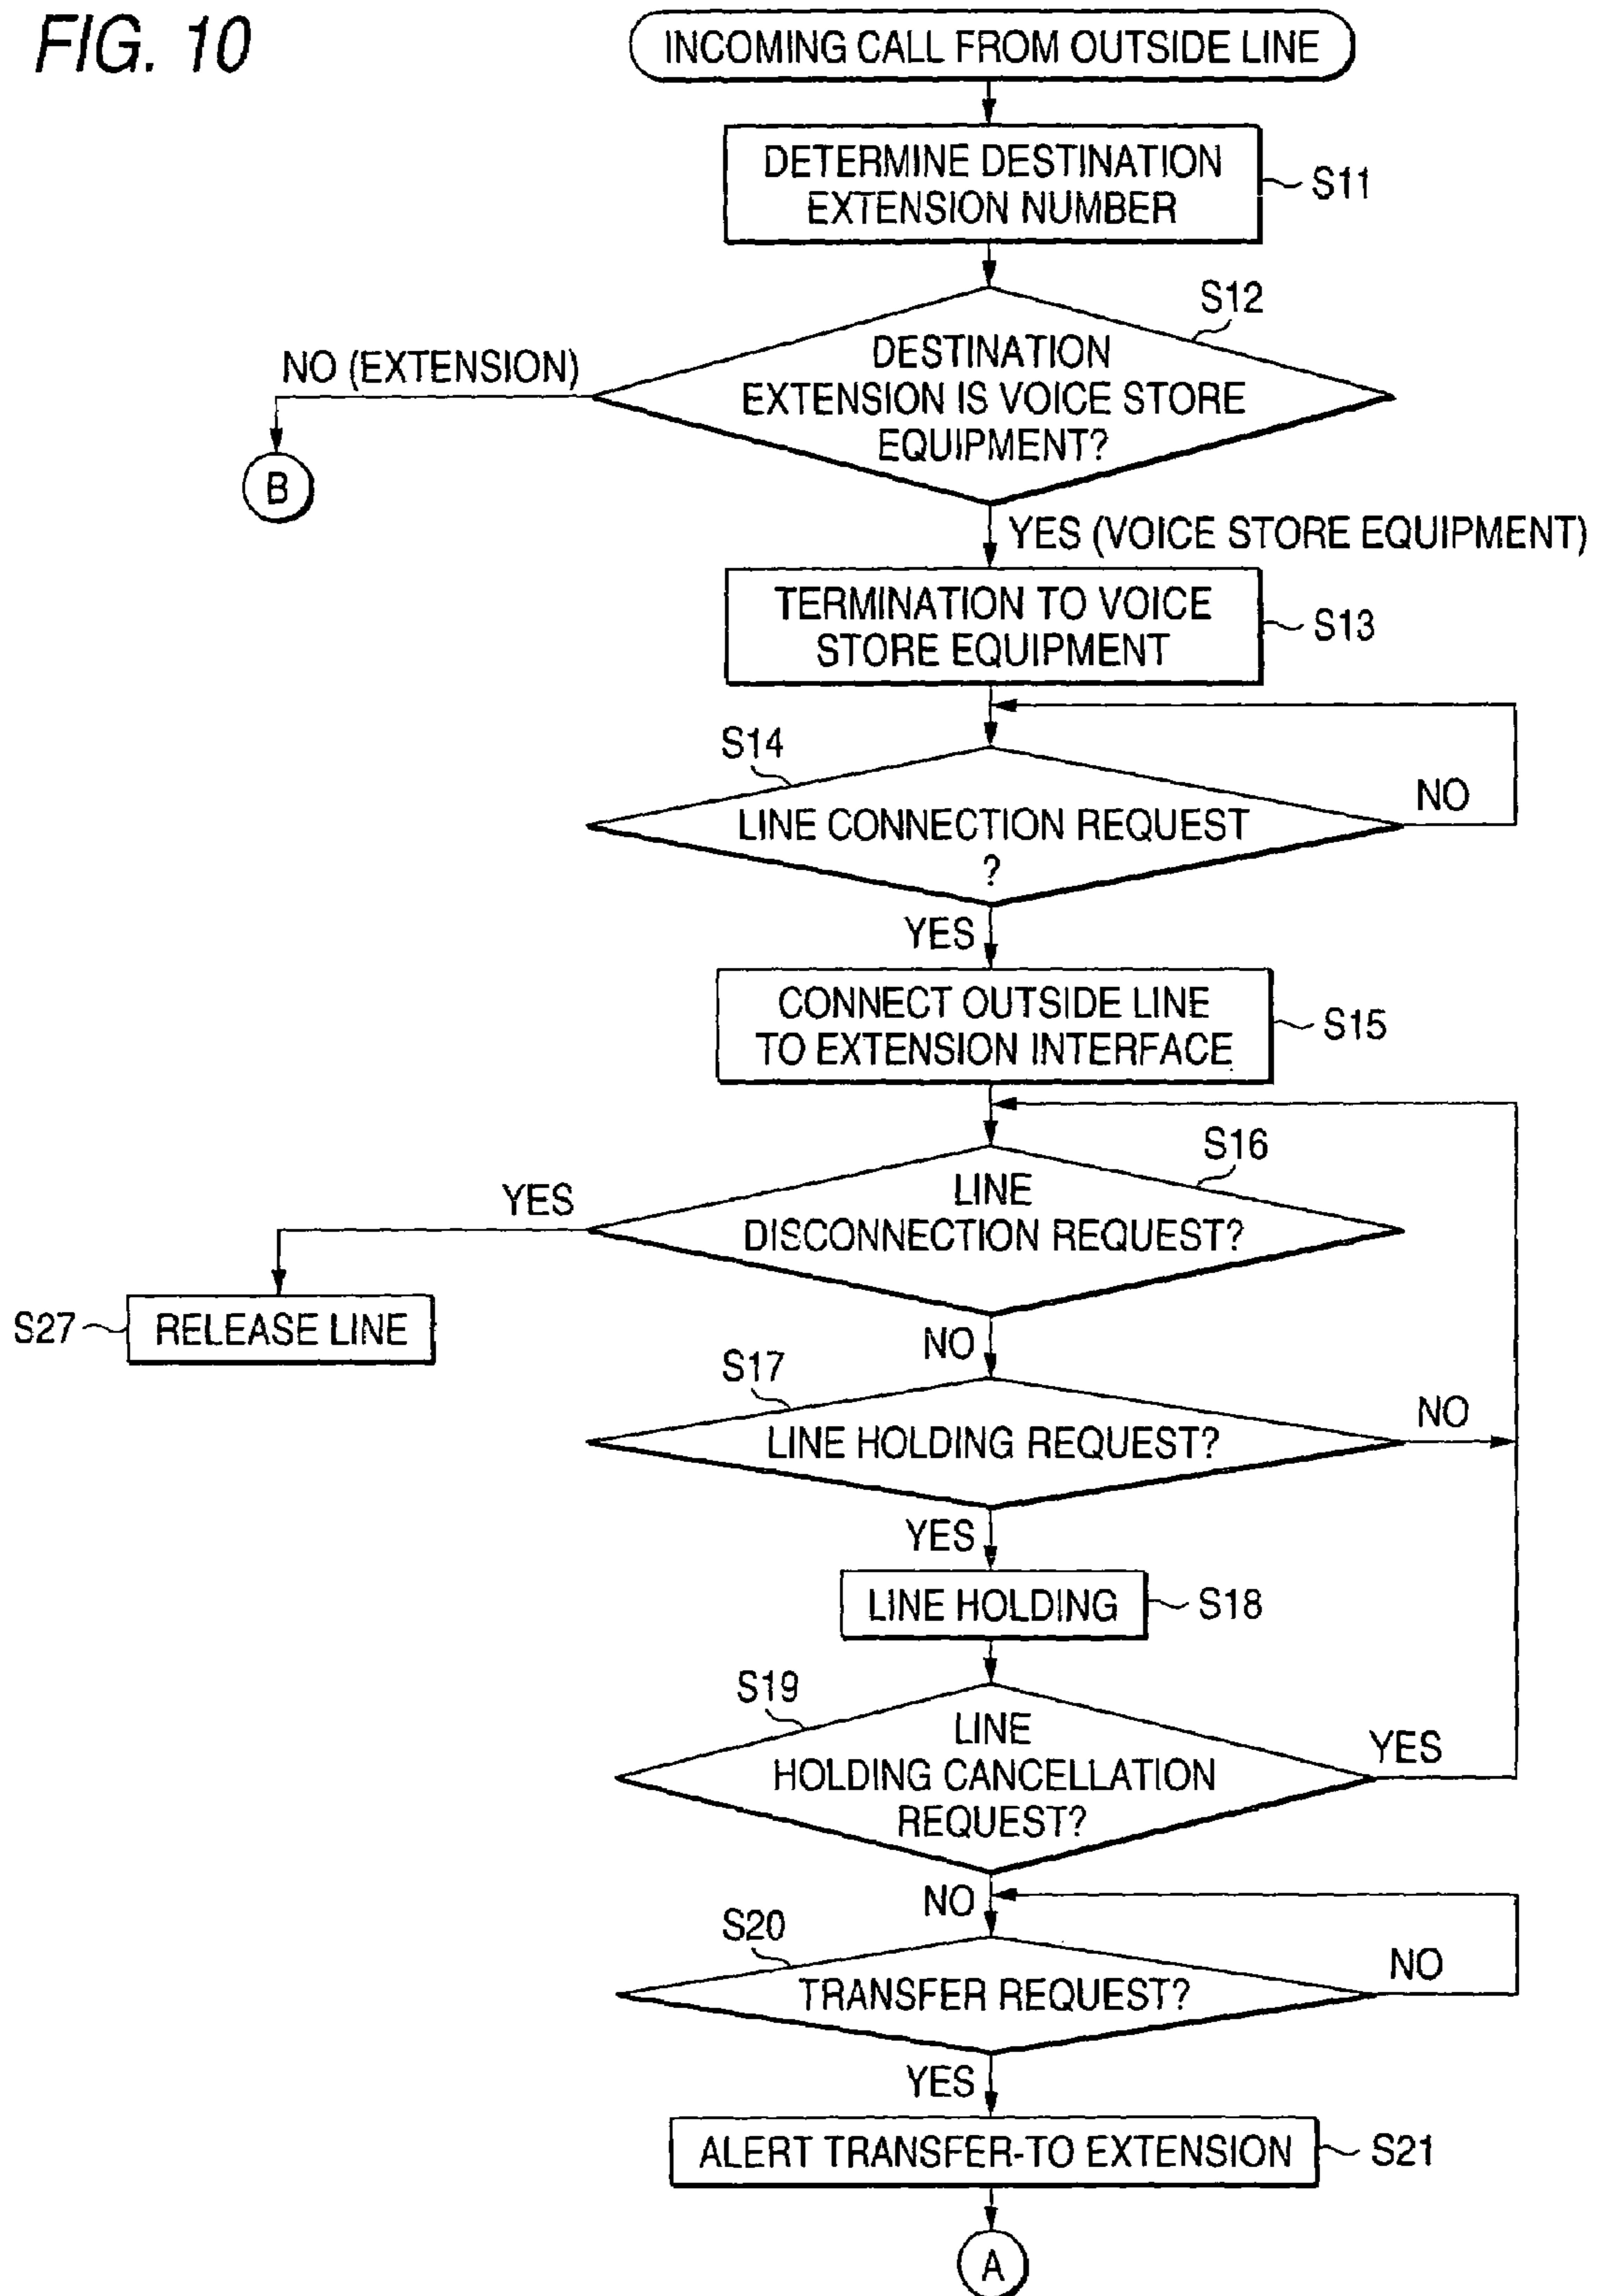 FIG. 10
INCOMING CALL FROM OUTSIDE LINE
DETERMINE DESTINATION
EXTENSION NUMBER
S11
S12
DESTINATION
EXTENSION IS VOICE STORE
EQUIPMENT?
NO (EXTENSION)
B
YES (VOICE STORE EQUIPMENT)
TERMINATION TO VOICE
STORE EQUIPMENT
S13
S14
LINE CONNECTION REQUEST
?
NO
YES
CONNECT OUTSIDE LINE
TO EXTENSION INTERFACE
S15
S16
LINE
DISCONNECTION REQUEST?
YES
S27
RELEASE LINE
NO
S17
LINE HOLDING REQUEST?
NO
YES
LINE HOLDING
S18
S19
LINE
HOLDING CANCELLATION
REQUEST?
YES
NO
S20
TRANSFER REQUEST?
NO
YES
ALERT TRANSFER-TO EXTENSION
S21
A